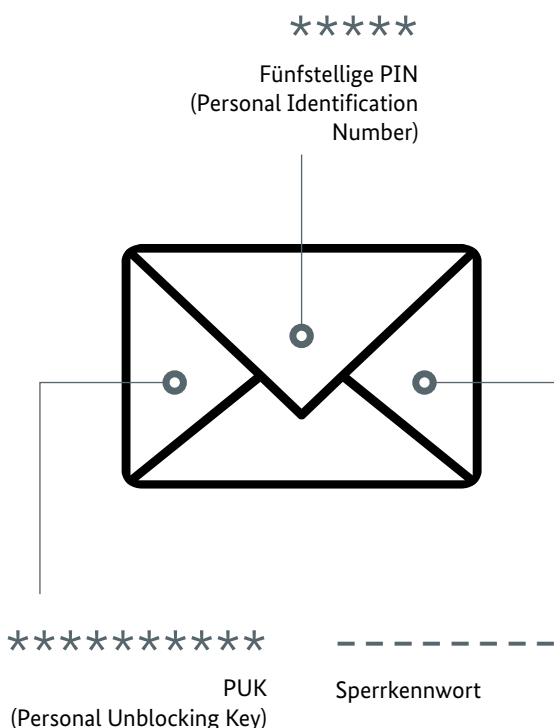 *****
Fünfstellige PIN
(Personal Identification
Number)
**********
PUK
(Personal Unblocking Key)
Sperrkennwort